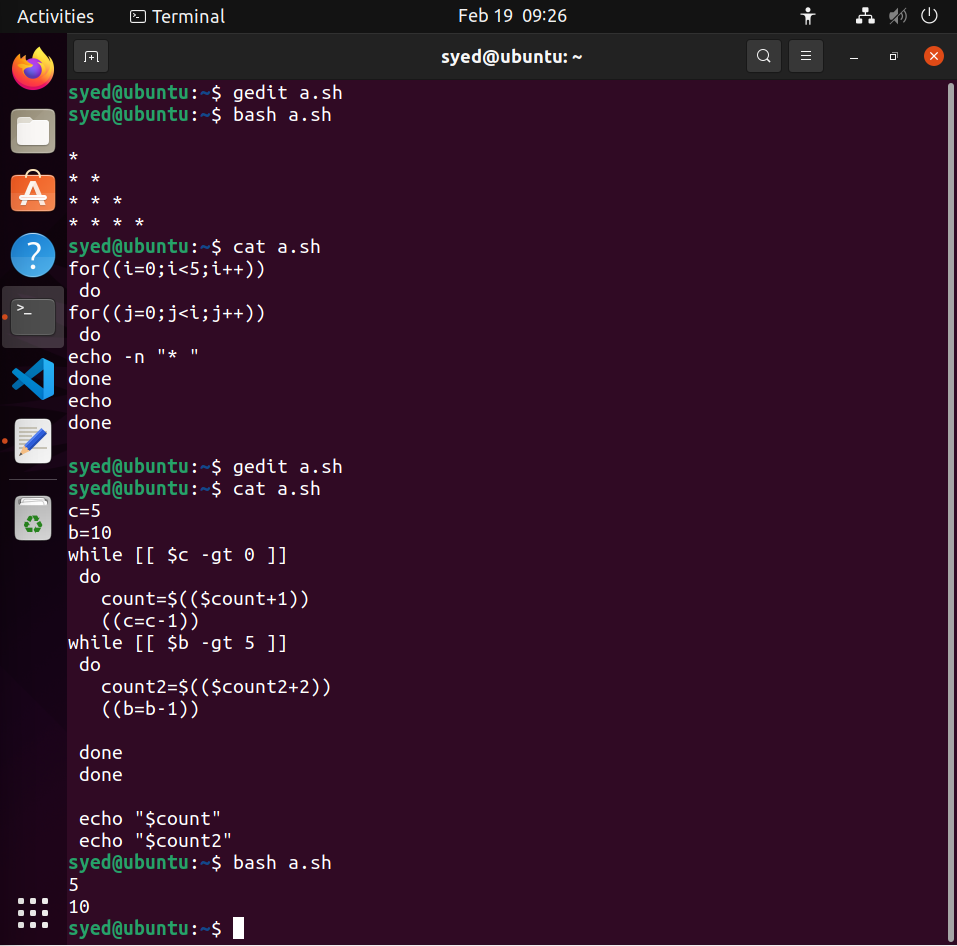 Activities
Terminal
Feb 19 09:26
syed@ubuntu: ~
syed@ubuntu:~$ gedit a.sh
syed@ubuntu:~$ bash a.sh

*
* *
* * *
* * * *
syed@ubuntu:~$ cat a.sh
for((i=0;i<5;i++))
 do
for((j=0;j<i;j++))
 do
echo -n "* "
done
echo
done

syed@ubuntu:~$ gedit a.sh
syed@ubuntu:~$ cat a.sh
c=5
b=10
while [[ $c -gt 0 ]]
 do
   count=$(($count+1))
   ((c=c-1))
while [[ $b -gt 5 ]]
 do
   count2=$(($count2+2))
   ((b=b-1))

 done
 done

 echo "$count"
 echo "$count2"
syed@ubuntu:~$ bash a.sh
5
10
syed@ubuntu:~$